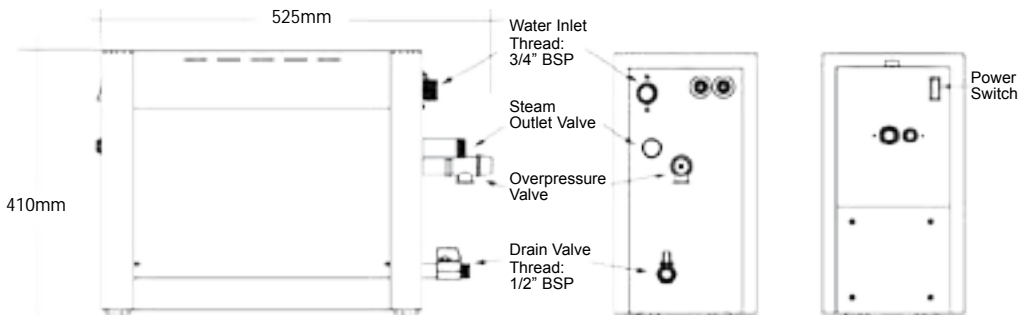 525mm
Water Inlet
Thread:
3/4” BSP
Power
Switch
Steam
Outlet Valve
Overpressure
Valve
410mm
Drain Valve
Thread:
1/2” BSP